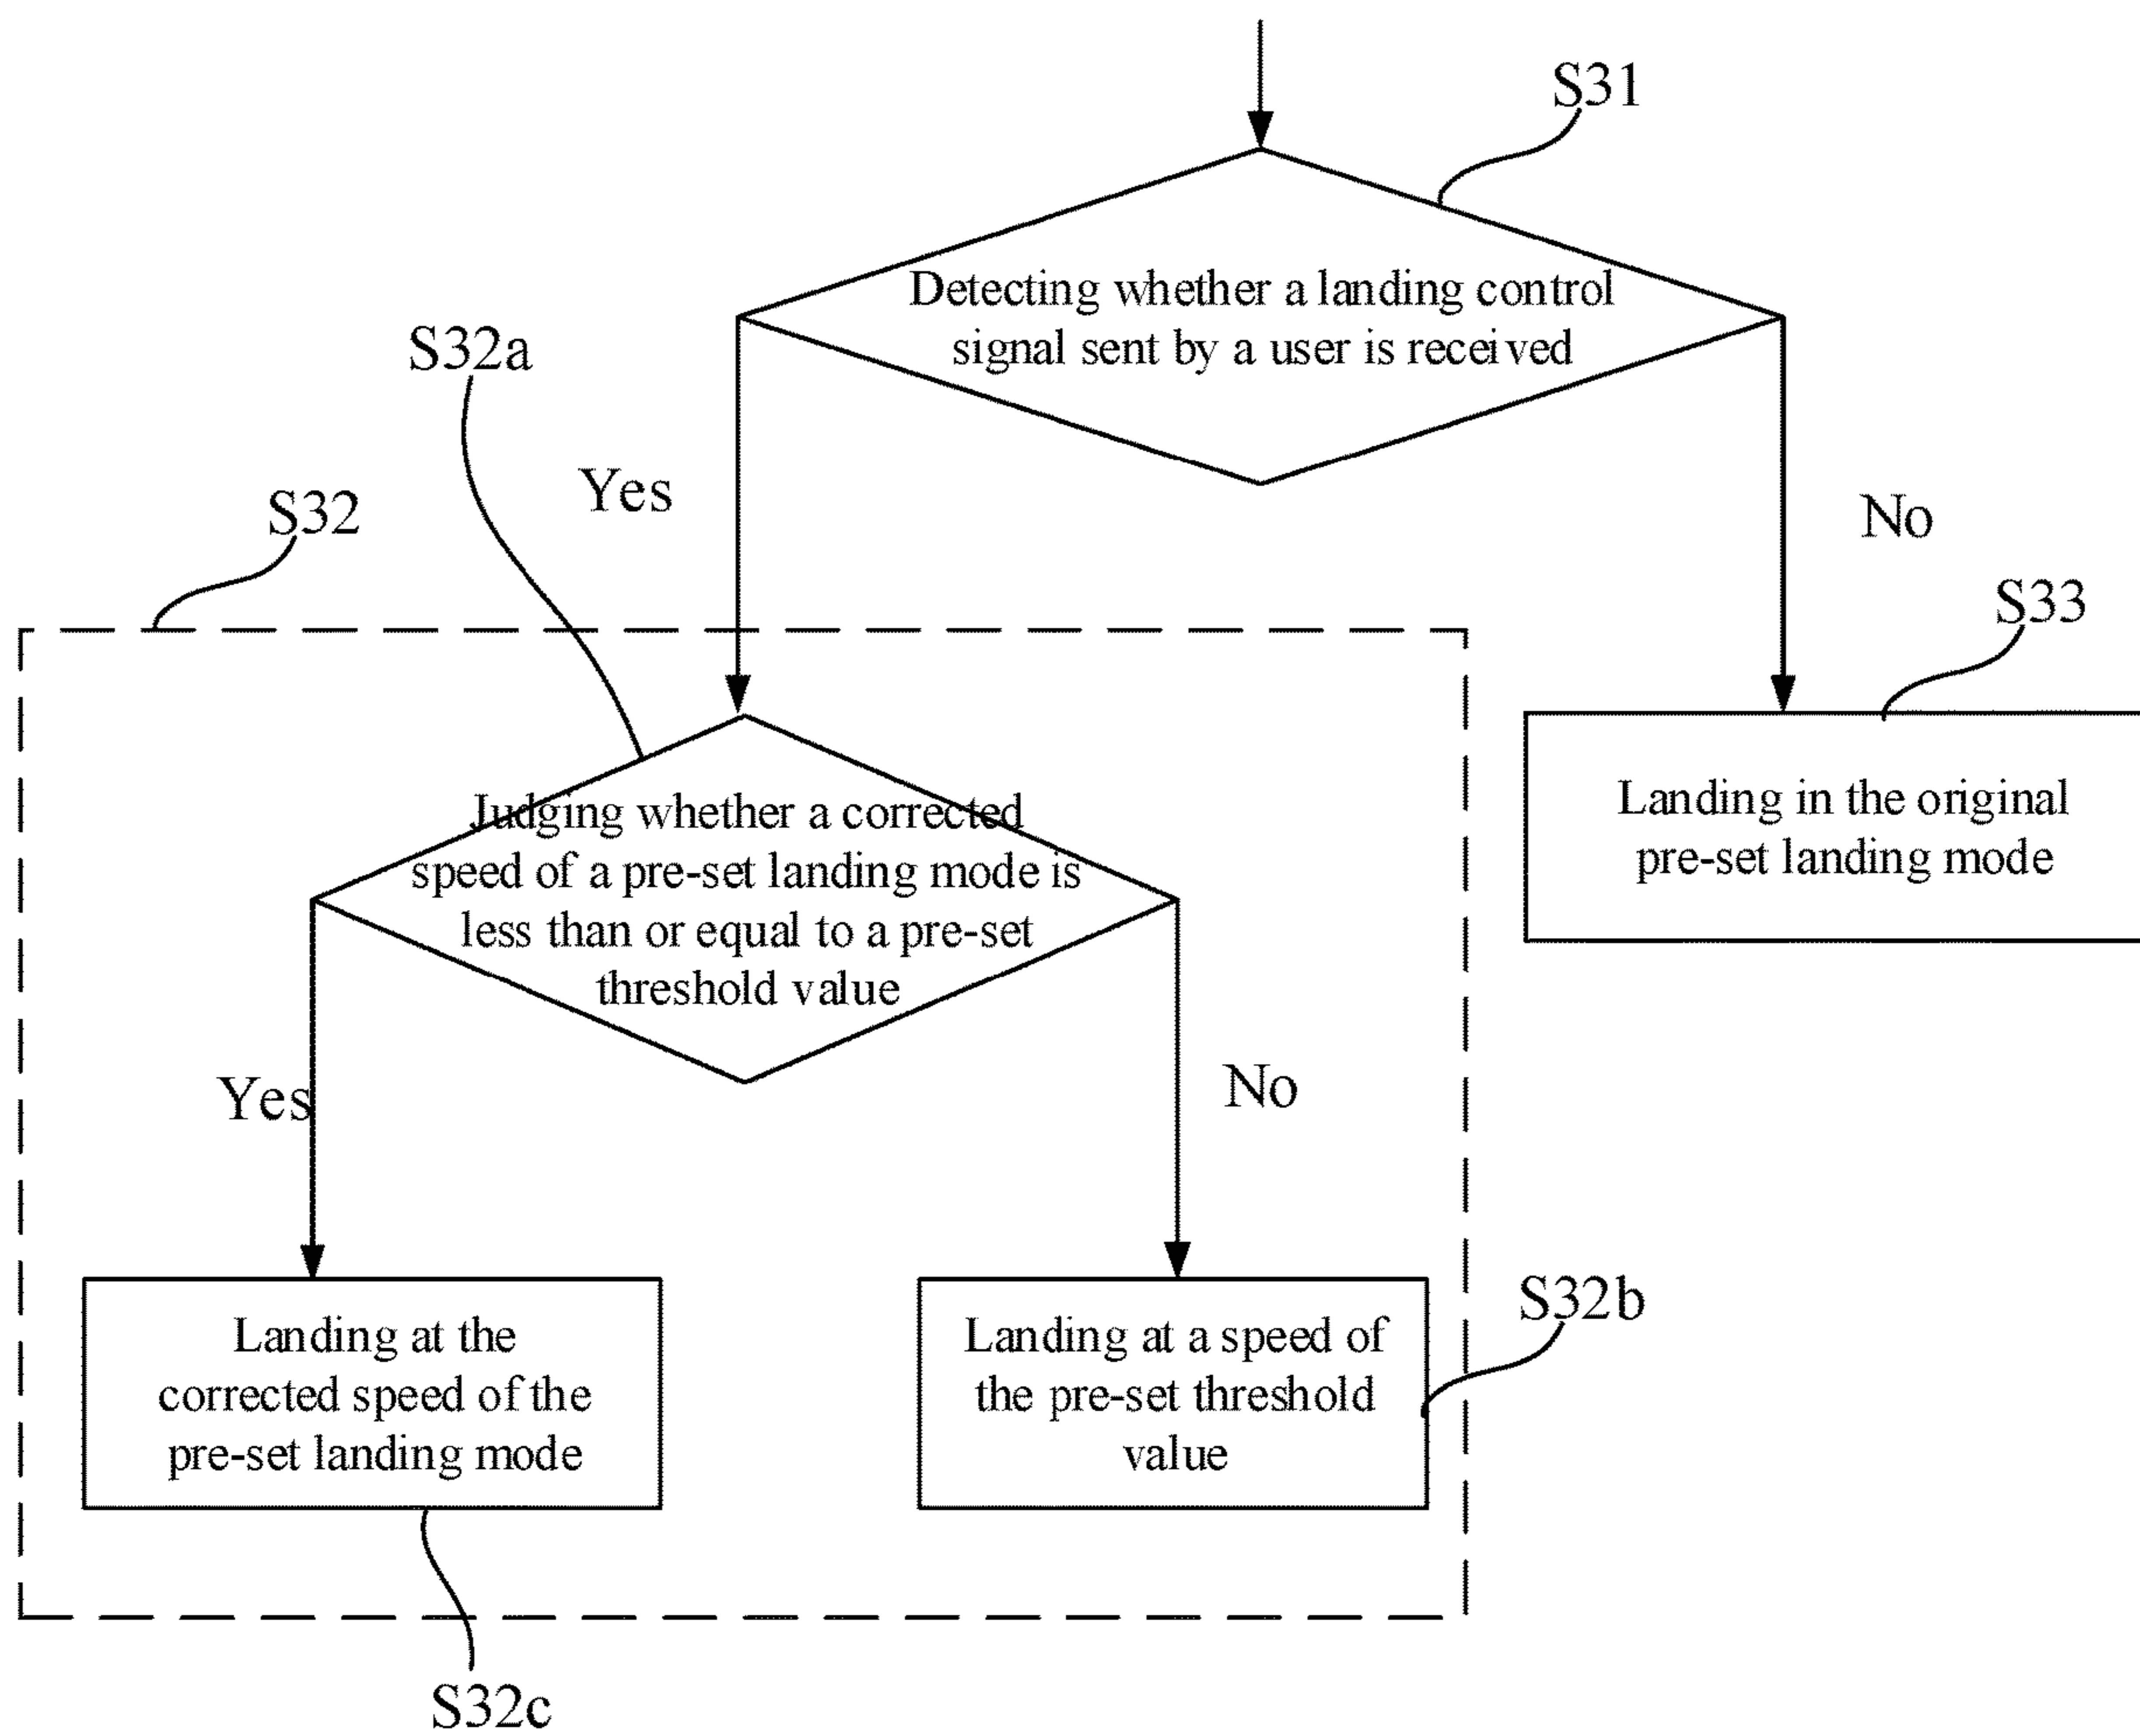 S31
Detecting whether a landing control
signal sent by a user is received
S32a
Yes
S32
No
S33
Judging whether a corrected
speed of a pre-set landing mode is
less than or equal to a pre-set
threshold value
Landing in the original
pre-set landing mode
Yes
No
Landing at the
corrected speed of the
pre-set landing mode
Landing at a speed of
the pre-set threshold
value
S32b
S32c